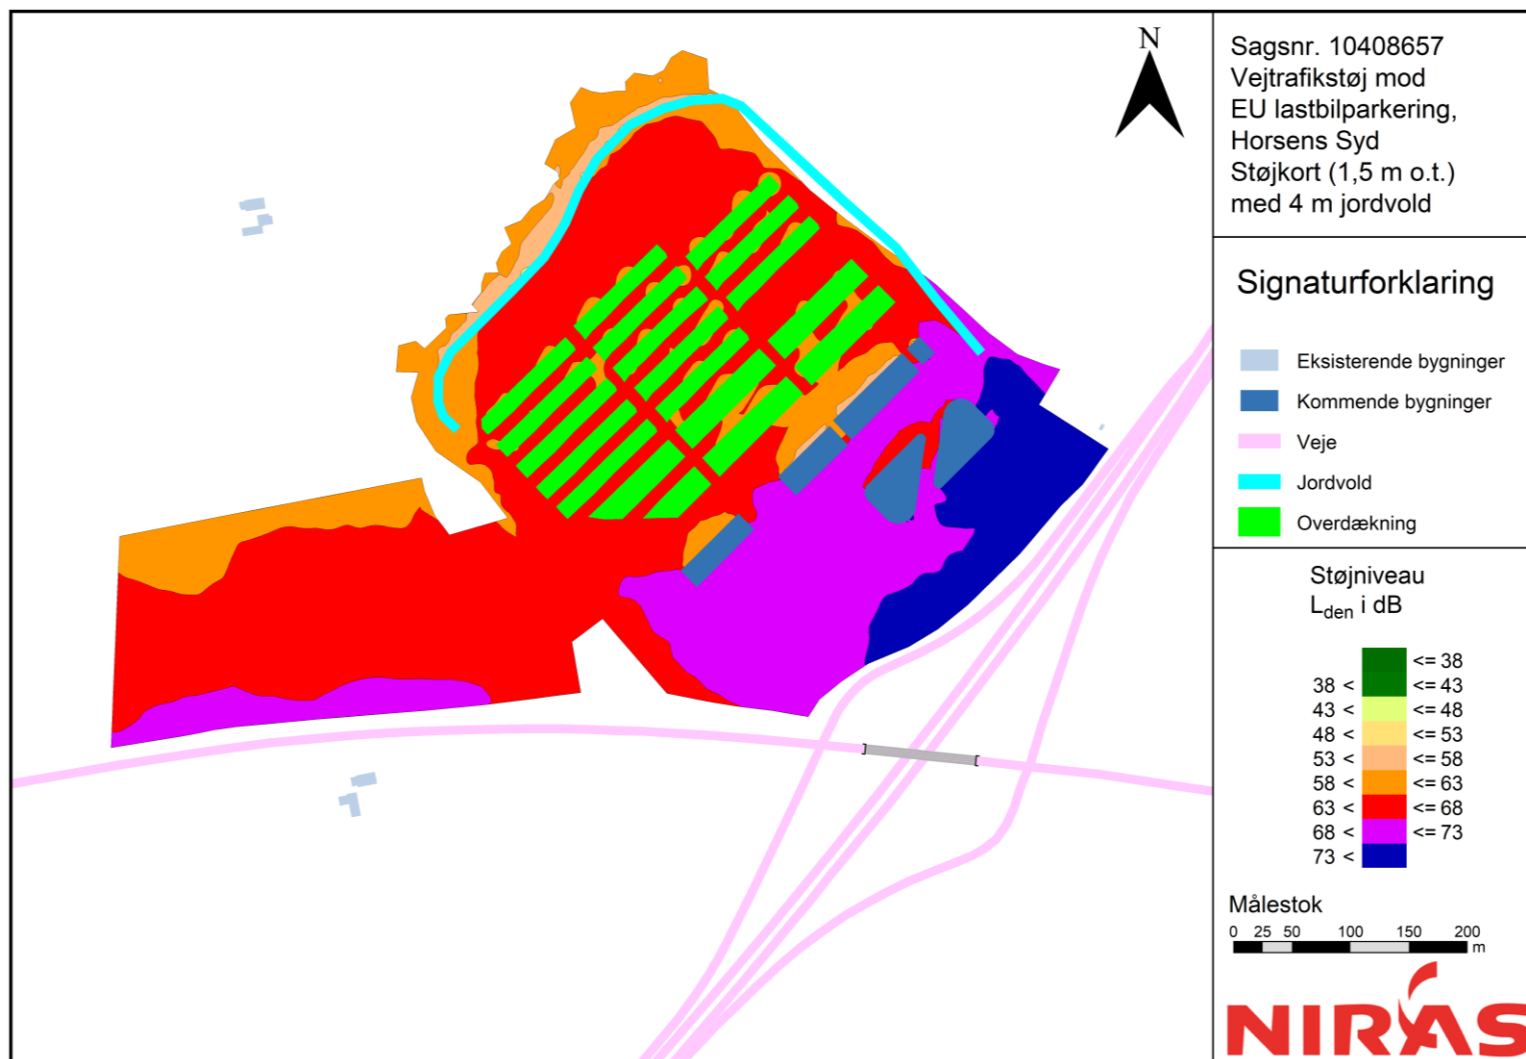 N
Sagsnr. 10408657
Vejtrafikstøj mod
EU lastbilparkering,
Horsens Syd
Støjkort (1,5 m o.t.)
med 4 m jordvold
Signaturforklaring
Eksisterende bygninger
Kommende bygninger
Veje
Jordvold
Overdækning
Støjniveau
Lden i dB
<= 38
38 < <= 43
43 < <= 48
48 < <= 53
53 < <= 58
58 < <= 63
63 < <= 68
68 < <= 73
73 <
Målestok
0 25 50 100 150 200
m
NIRAS